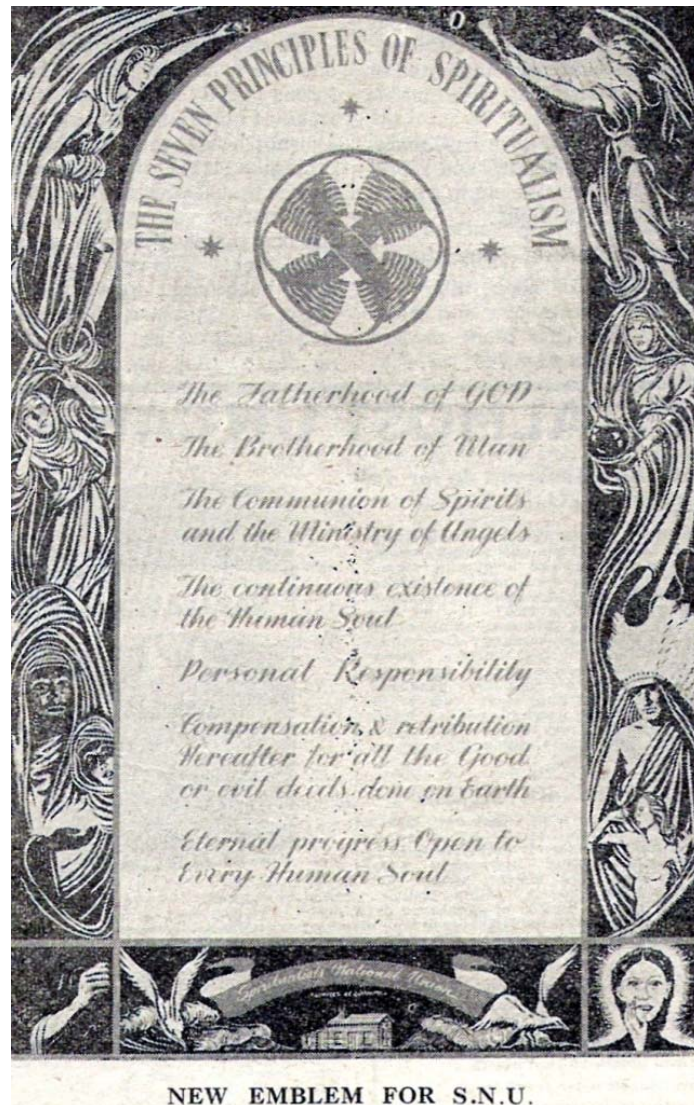 THE SEVEN PRINCIPLES OF SPIRITUALISM
The Fatherhood of GOD
The Brotherhood of Man
The Communion of Spirits
and the Ministry of Angels
The continuous existence of
the Human Soul
Personal Responsibility
Compensation & retribution
Hereafter for all the Good
or evil deeds done on Earth
Eternal progress Open to
Every Human Soul
Spiritualists National Union
NEW EMBLEM FOR S.N.U.